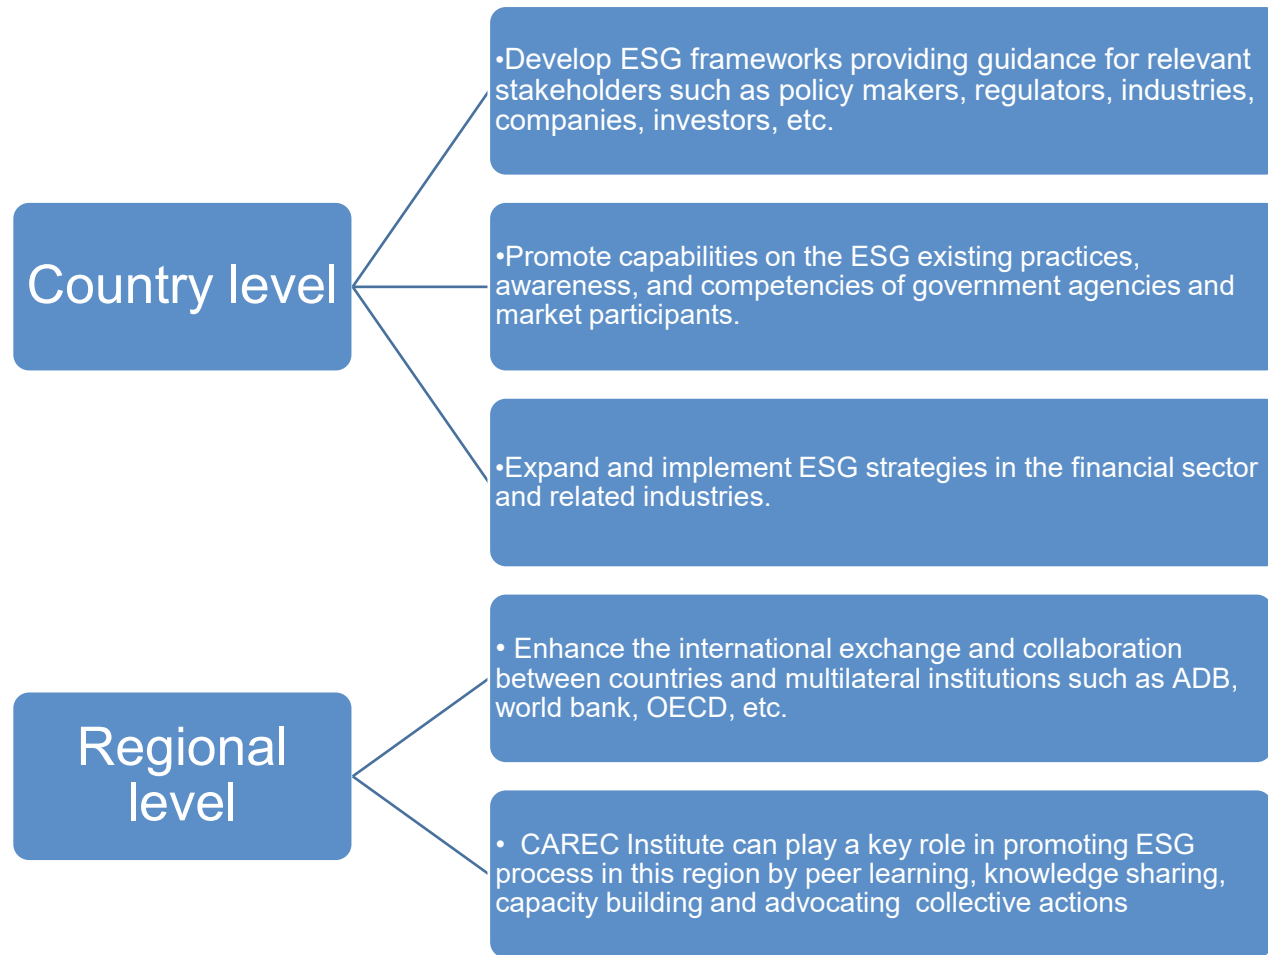 Country level
•Develop ESG frameworks providing guidance for relevant
stakeholders such as policy makers, regulators, industries,
companies, investors, etc.
•Promote capabilities on the ESG existing practices,
awareness, and competencies of government agencies and
market participants.
•Expand and implement ESG strategies in the financial sector
and related industries.
Regional
level
• Enhance the international exchange and collaboration
between countries and multilateral institutions such as ADB,
world bank, OECD, etc.
•  CAREC Institute can play a key role in promoting ESG
process in this region by peer learning, knowledge sharing,
capacity building and advocating  collective actions